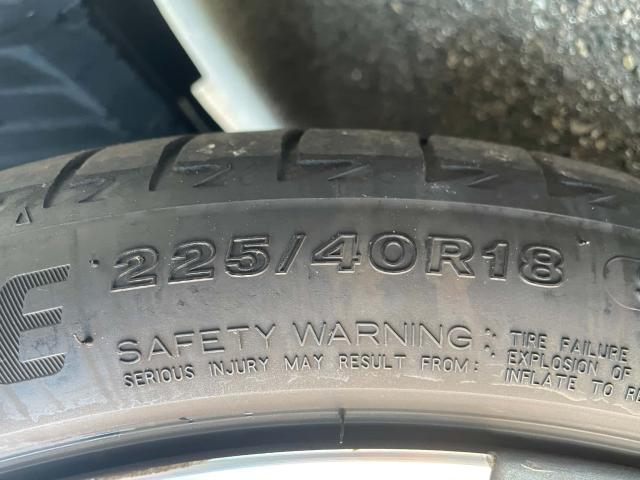 E
225/40R18
SAFETY WARNING:
SERIOUS INJURY MAY RESULT FROM:
TIRE FAILURE
EXPLOSION OF
INFLATE TO